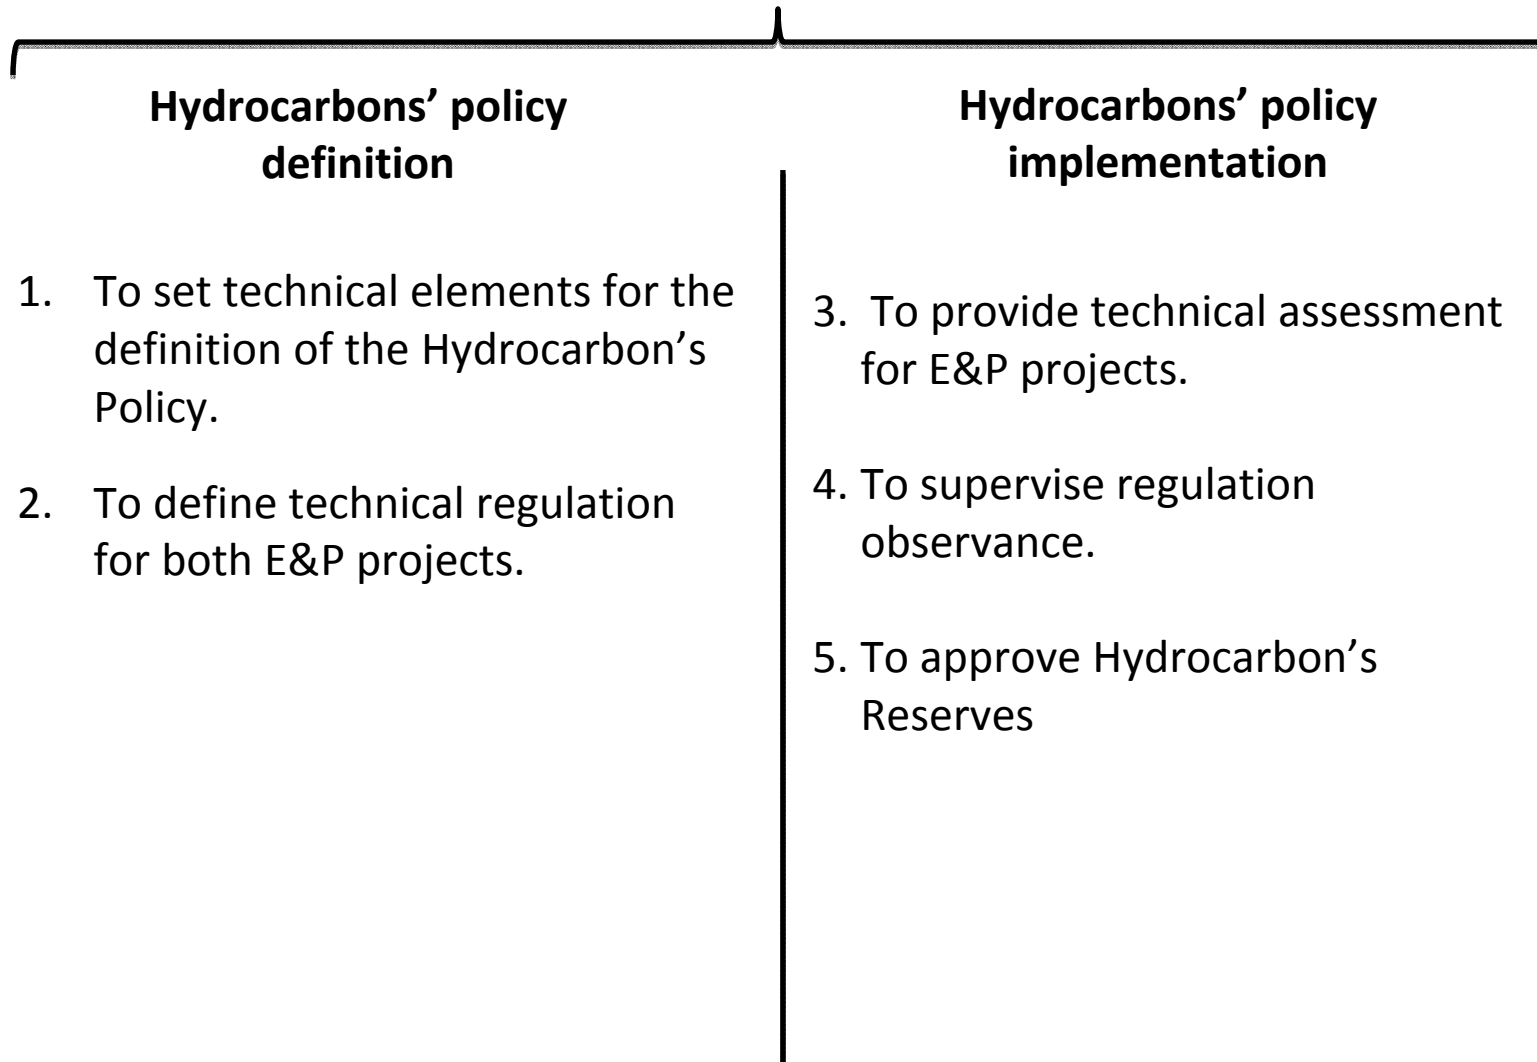 Hydrocarbons’ policy
definition
1. To set technical elements for the
definition of the Hydrocarbon’s
Policy.
2. To define technical regulation
for both E&P projects.
Hydrocarbons’ policy
implementation
3. To provide technical assessment
for E&P projects.
4. To supervise regulation
observance.
5. To approve Hydrocarbon’s
Reserves